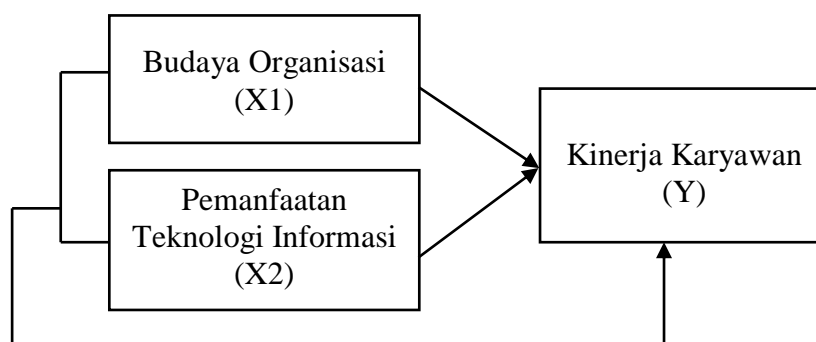 Budaya Organisasi
(X1)
Pemanfaatan
Teknologi Informasi
(X2)
Kinerja Karyawan
(Y)